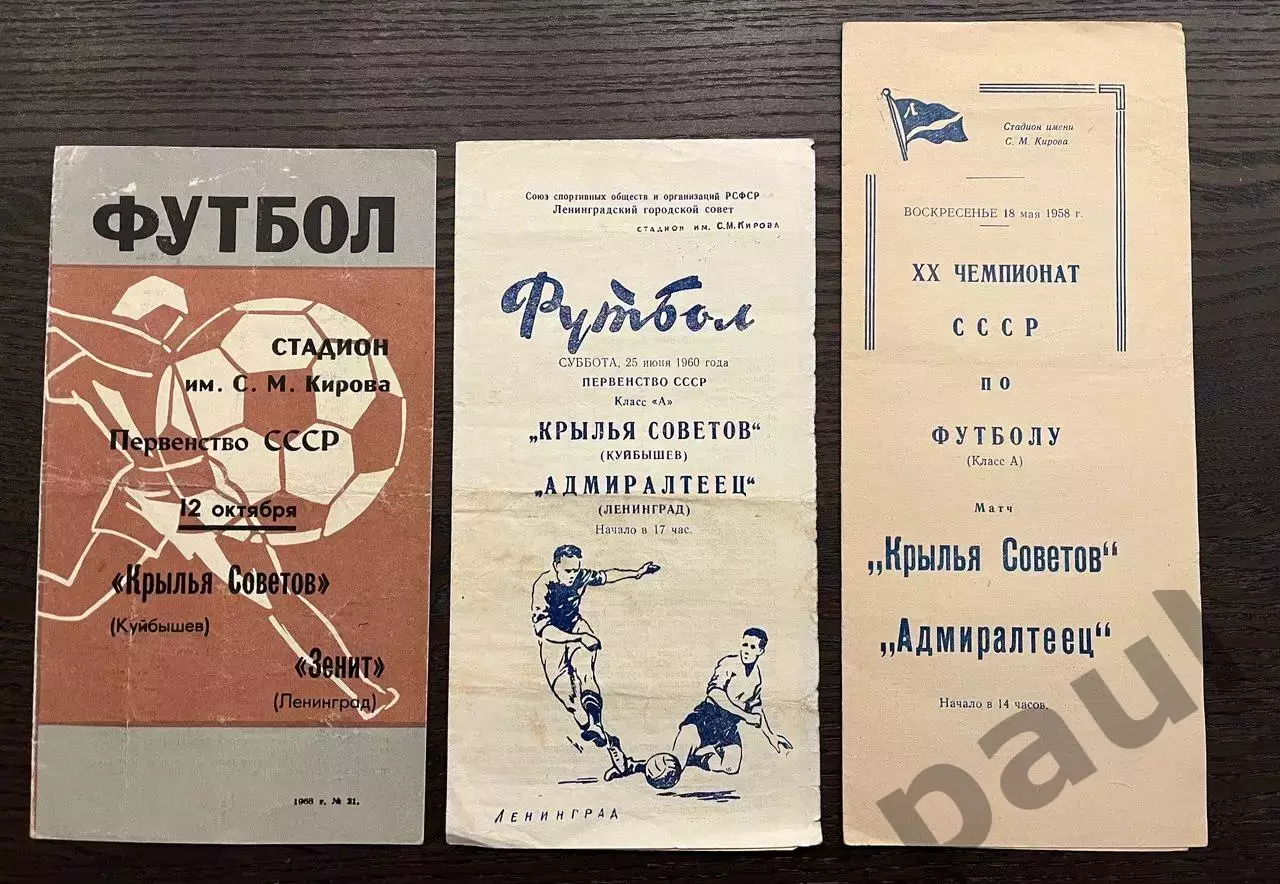 ФУТБОЛ
СТАДИОН
им. С. М. Кирова
Первенство СССР
12 октября
«Крылья Советов»
(Куйбышев)
«Зенит»
(Ленинград)
1968 г. № 21.
Союз спортивных обществ и организаций РСФСР
Ленинградский городской совет
СТАДИОН ИМ. С.М.КИРОВА
Футбол
СУББОТА, 25 июня 1960 года
ПЕРВЕНСТВО СССР
Класс «А»
„КРЫЛЬЯ СОВЕТОВ“
(КУЙБЫШЕВ)
„АДМИРАЛТЕЕЦ“
(ЛЕНИНГРАД)
Начало в 17 час.
ЛЕНИНГРАД
Л
Стадион имени
С. М. Кирова
ВОСКРЕСЕНЬЕ 18 мая 1958 г.
XX ЧЕМПИОНАТ
СССР
ПО
ФУТБОЛУ
(Класс А)
Матч
„Крылья Советов“
„Адмиралтеец“
Начало в 14 часов.
paul